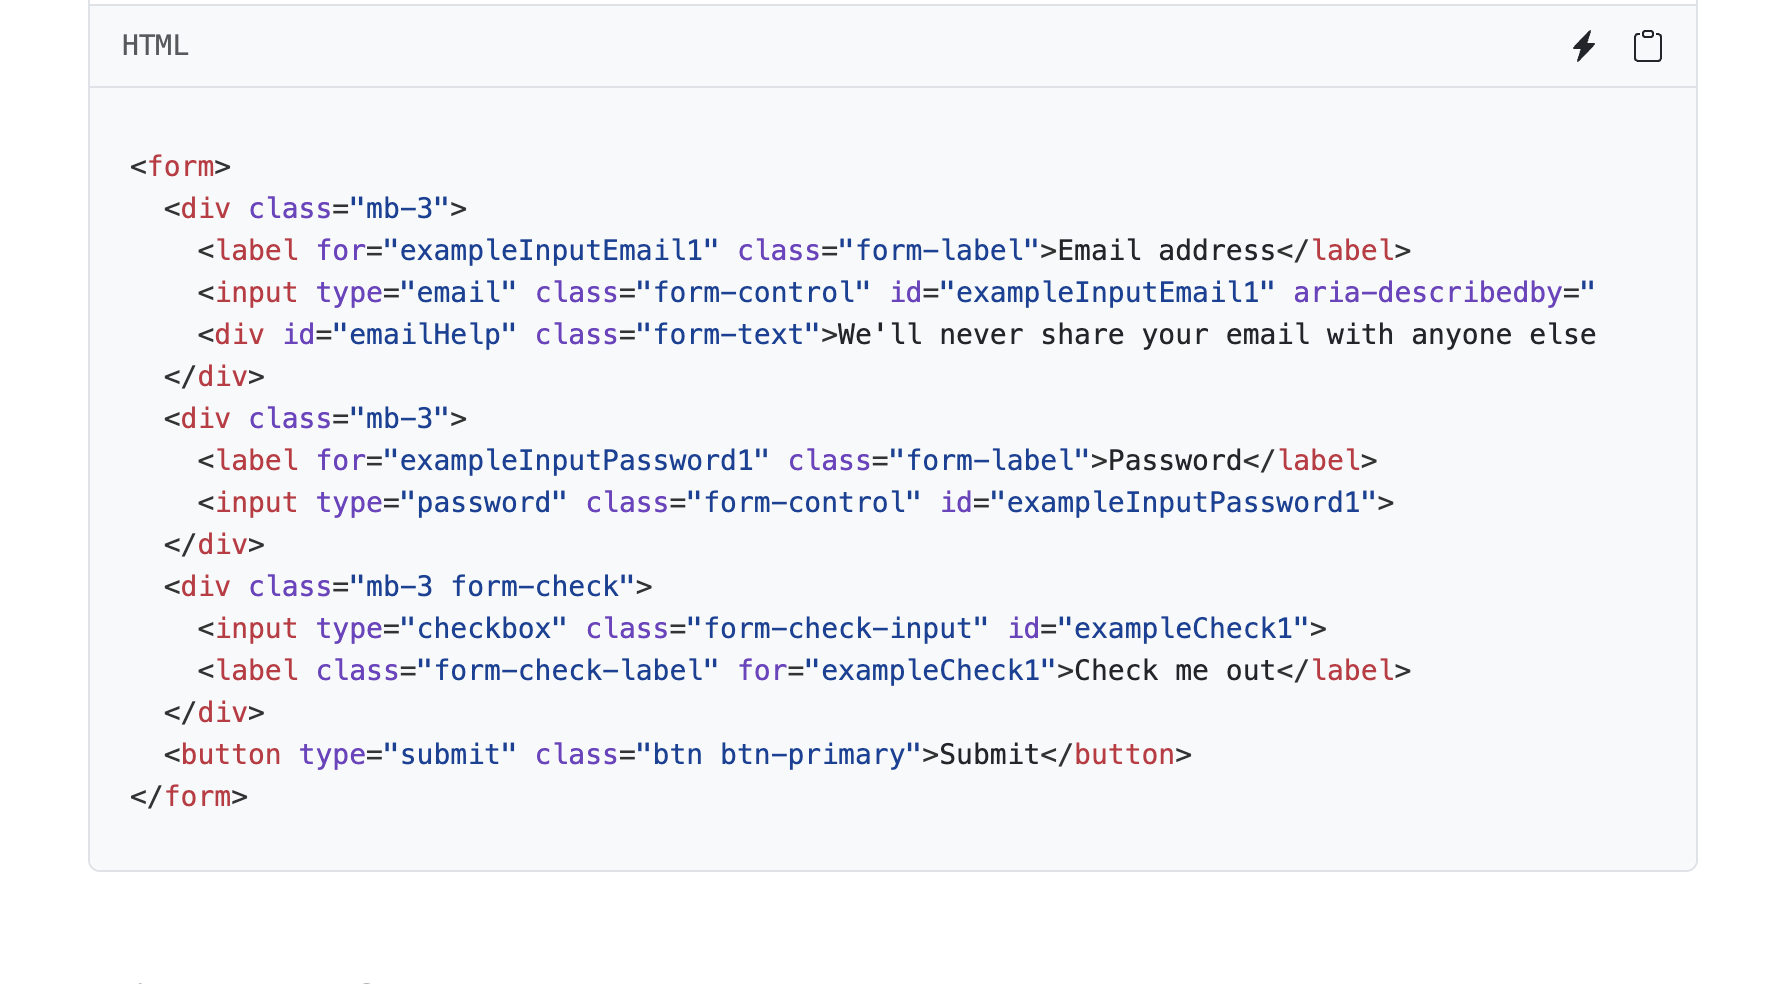 HTML
<form>
  <div class="mb-3">
    <label for="exampleInputEmail1" class="form-label">Email address</label>
    <input type="email" class="form-control" id="exampleInputEmail1" aria-describedby="
    <div id="emailHelp" class="form-text">We'll never share your email with anyone else
  </div>
  <div class="mb-3">
    <label for="exampleInputPassword1" class="form-label">Password</label>
    <input type="password" class="form-control" id="exampleInputPassword1">
  </div>
  <div class="mb-3 form-check">
    <input type="checkbox" class="form-check-input" id="exampleCheck1">
    <label class="form-check-label" for="exampleCheck1">Check me out</label>
  </div>
  <button type="submit" class="btn btn-primary">Submit</button>
</form>